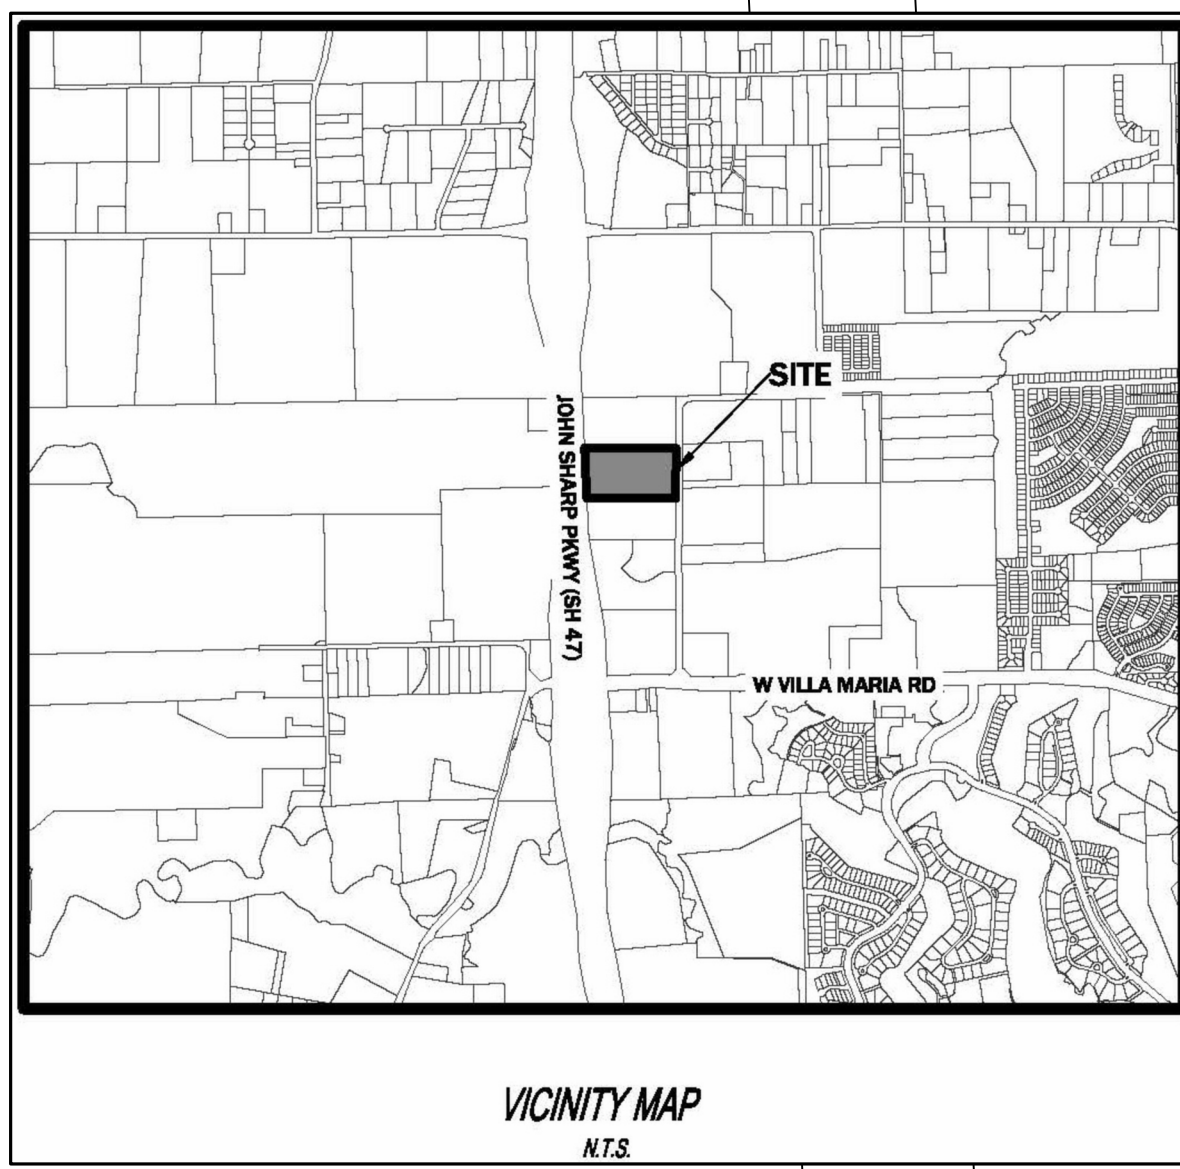 SITE
JOHN SHARP PKWY (SH 47)
W VILLA MARIA RD
VICINITY MAP
N.T.S.